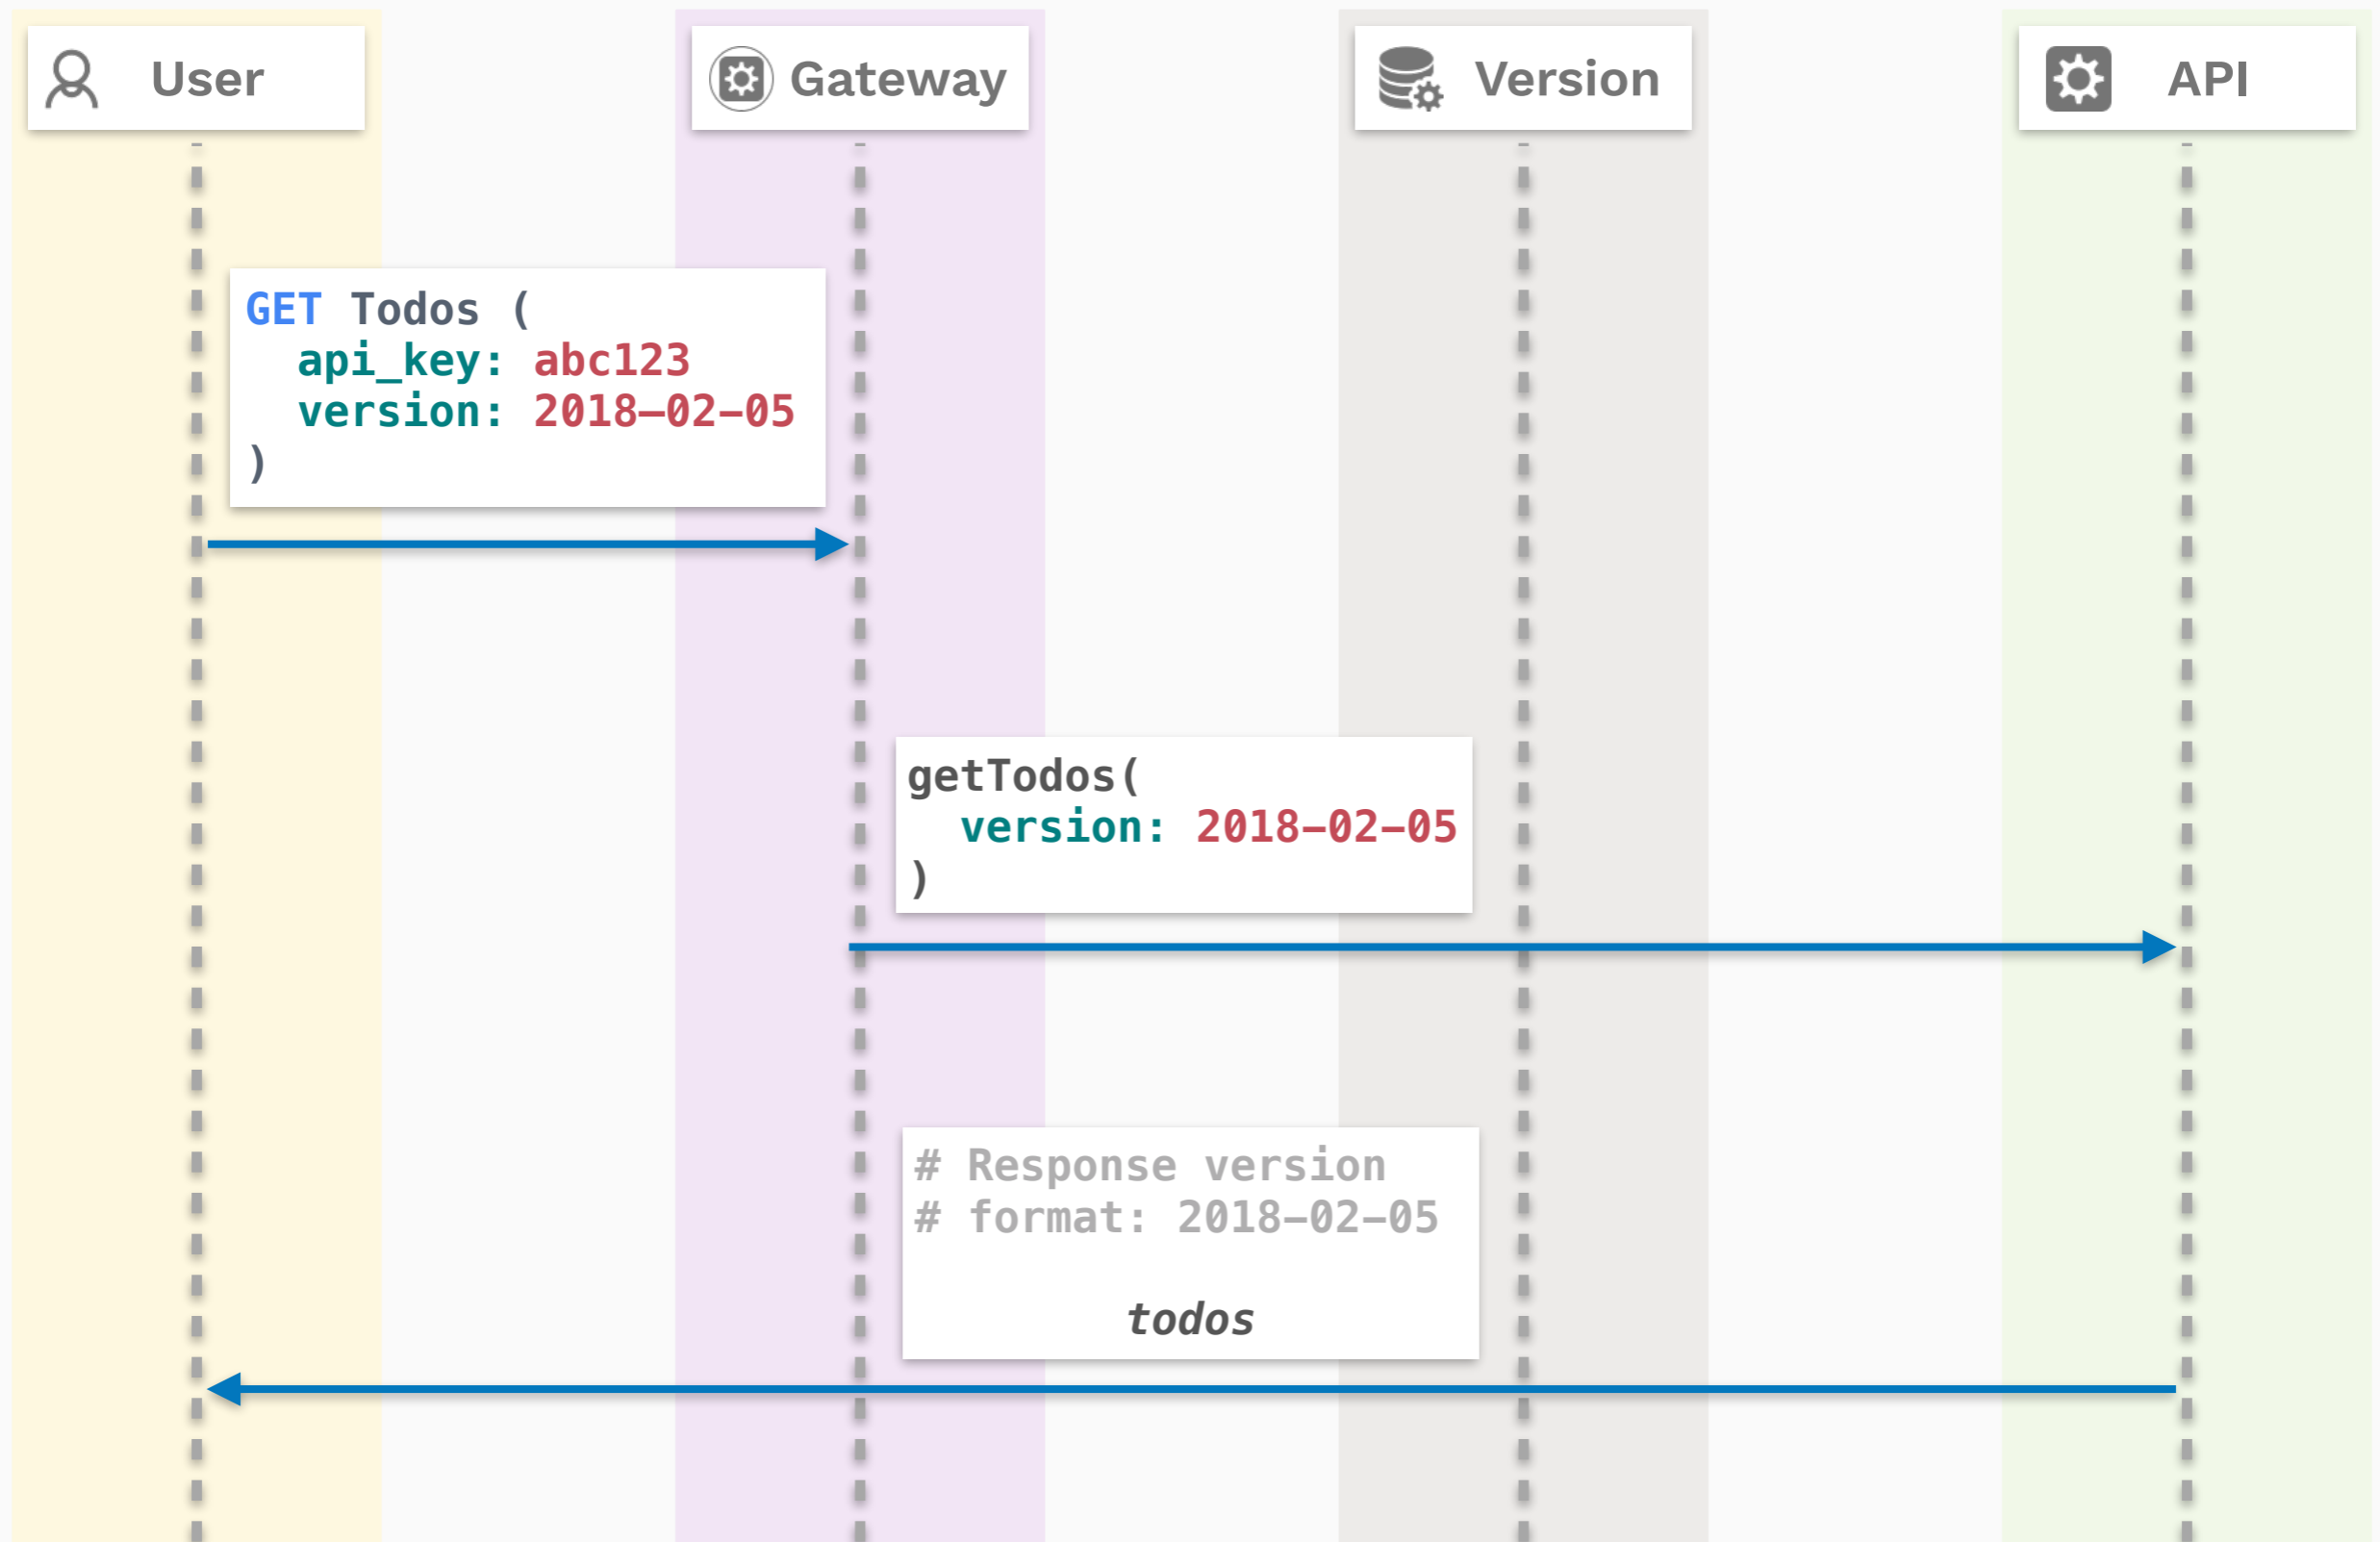 User
Gateway
Version
API
GET Todos (
  api_key: abc123
  version: 2018-02-05
)
getTodos(
  version: 2018-02-05
)
# Response version
# format: 2018-02-05
todos